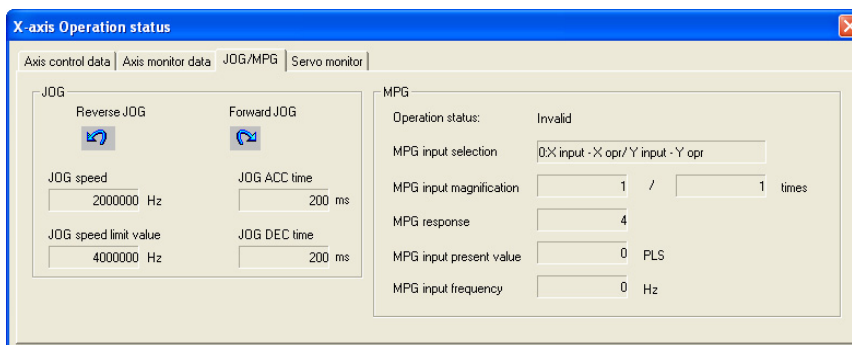 X-axis Operation status
Axis control data Axis monitor data JOG/MPG Servo monitor
JOG
Reverse JOG Forward JOG
JOG speed JOG ACC time
2000000 Hz 200 ms
JOG speed limit value JOG DEC time
4000000 Hz 200 ms
MPG
Operation status: Invalid
MPG input selection 0:X input - X opr/ Y input - Y opr
MPG input magnification 1 / 1 times
MPG response 4
MPG input present value 0 PLS
MPG input frequency 0 Hz